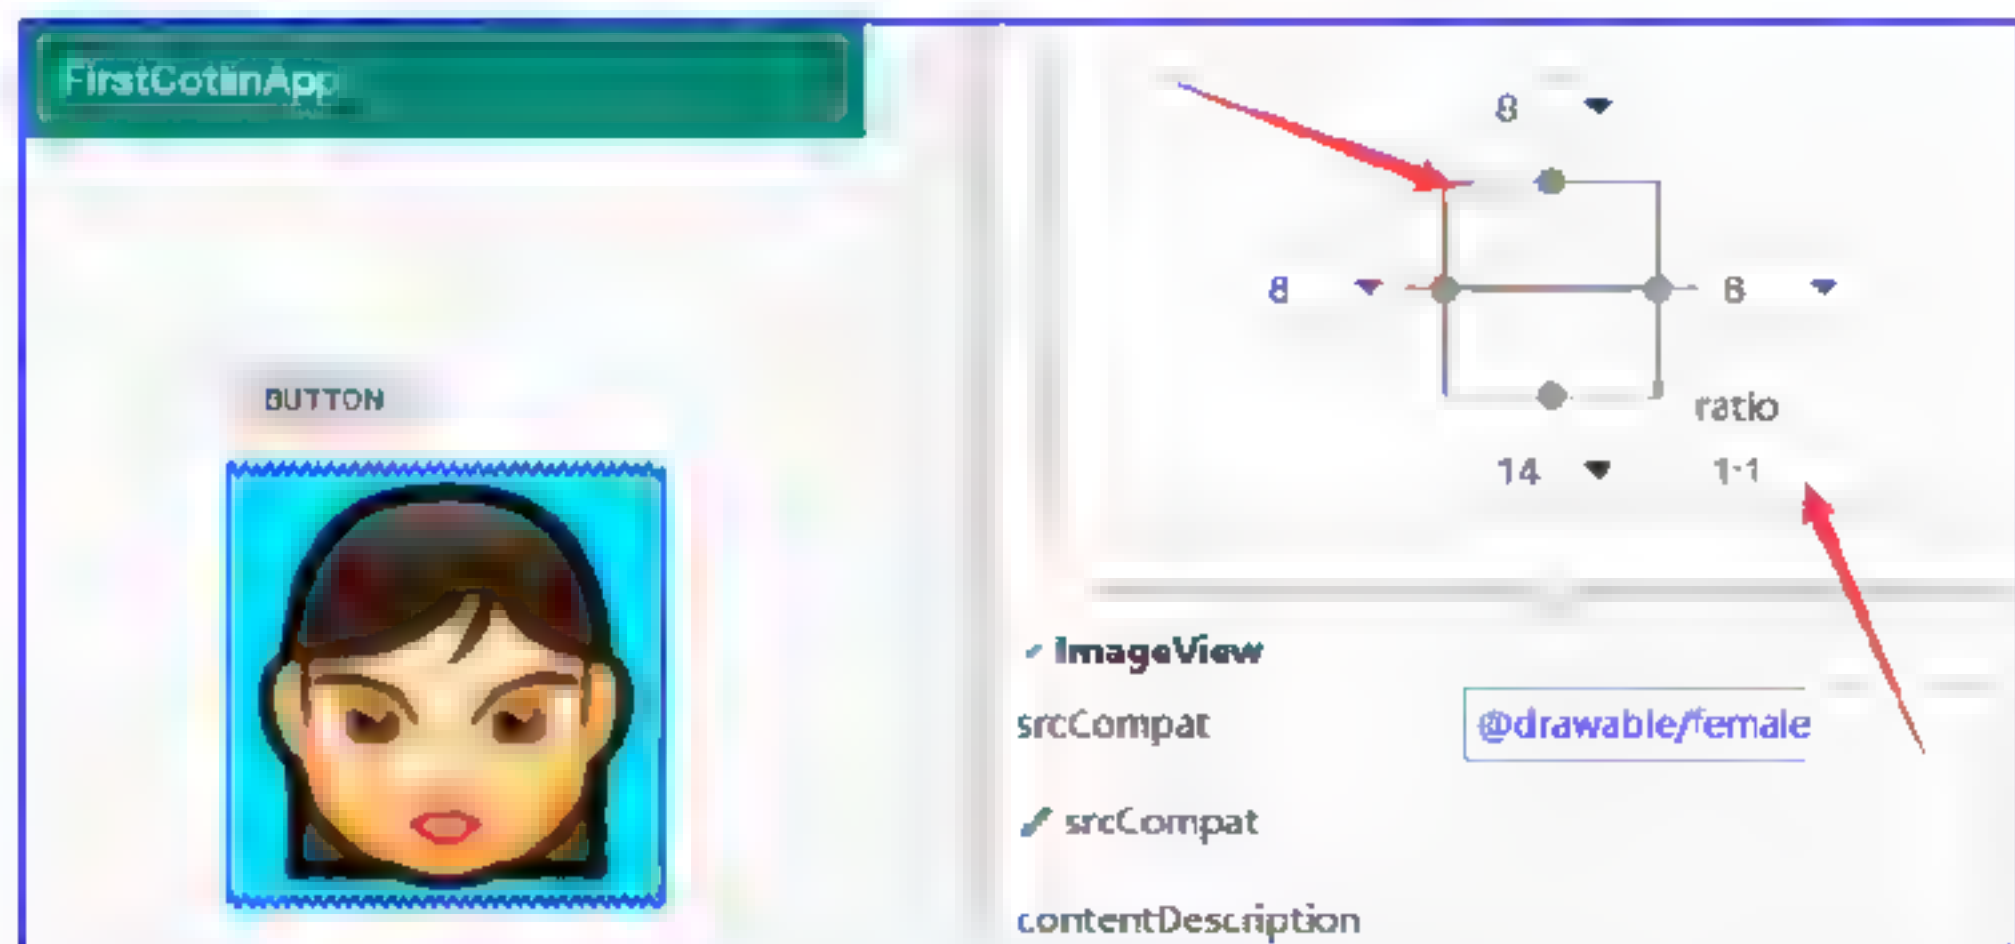 FirstCotlinApp
8
8
8
ratio
14
1:1
BUTTON
ImageView
srcCompat
@drawable/female
srcCompat
contentDescription